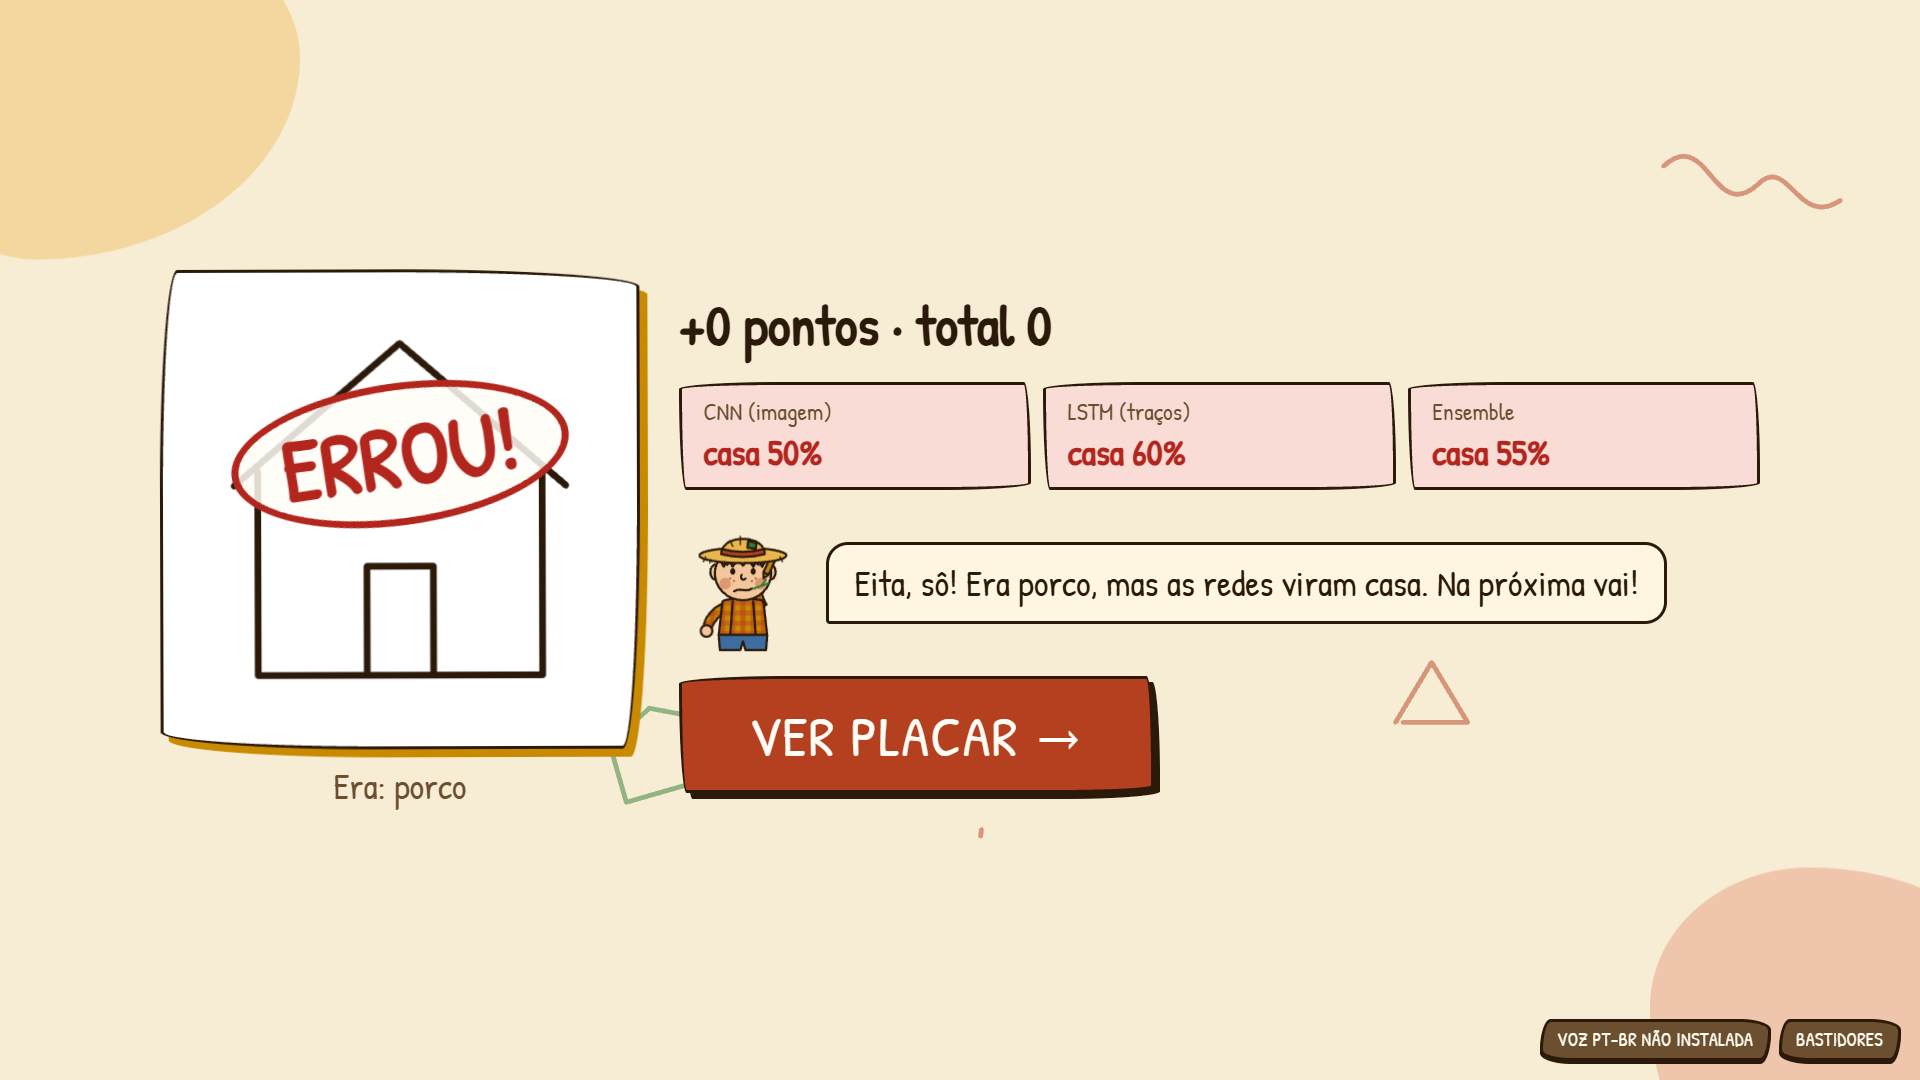 ERROU!
Era: porco
+0 pontos · total 0
CNN (imagem)
casa 50%
LSTM (traços)
casa 60%
Ensemble
casa 55%
Eita, sô! Era porco, mas as redes viram casa. Na próxima vai!
VER PLACAR →
VOZ PT-BR NÃO INSTALADA
BASTIDORES